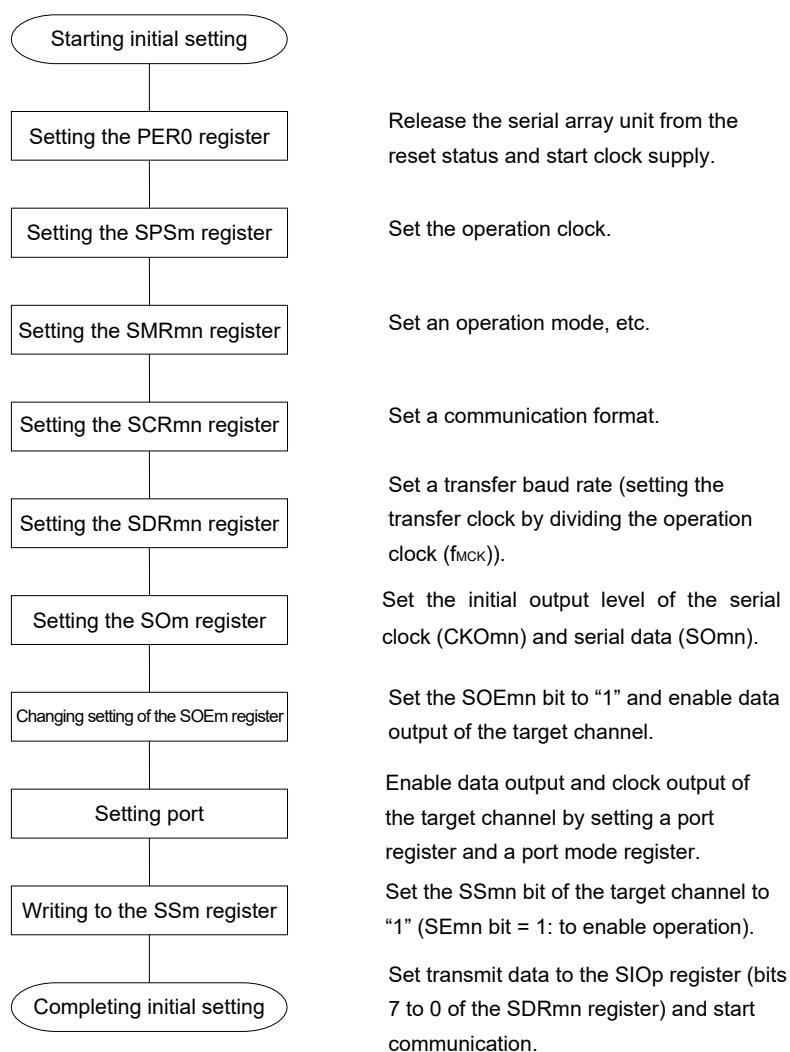 Starting initial setting
Setting the PER0 register
Release the serial array unit from the
reset status and start clock supply.
Setting the SPSm register
Set the operation clock.
Setting the SMRmn register
Set an operation mode, etc.
Setting the SCRmn register
Set a communication format.
Setting the SDRmn register
Set a transfer baud rate (setting the
transfer clock by dividing the operation
clock (fMCK)).
Setting the SOm register
Set the initial output level of the serial
clock (CKOmn) and serial data (SOmn).
Changing setting of the SOEm register
Set the SOEmn bit to “1” and enable data
output of the target channel.
Setting port
Enable data output and clock output of
the target channel by setting a port
register and a port mode register.
Writing to the SSm register
Set the SSmn bit of the target channel to
“1” (SEmn bit = 1: to enable operation).
Completing initial setting
Set transmit data to the SIOp register (bits
7 to 0 of the SDRmn register) and start
communication.